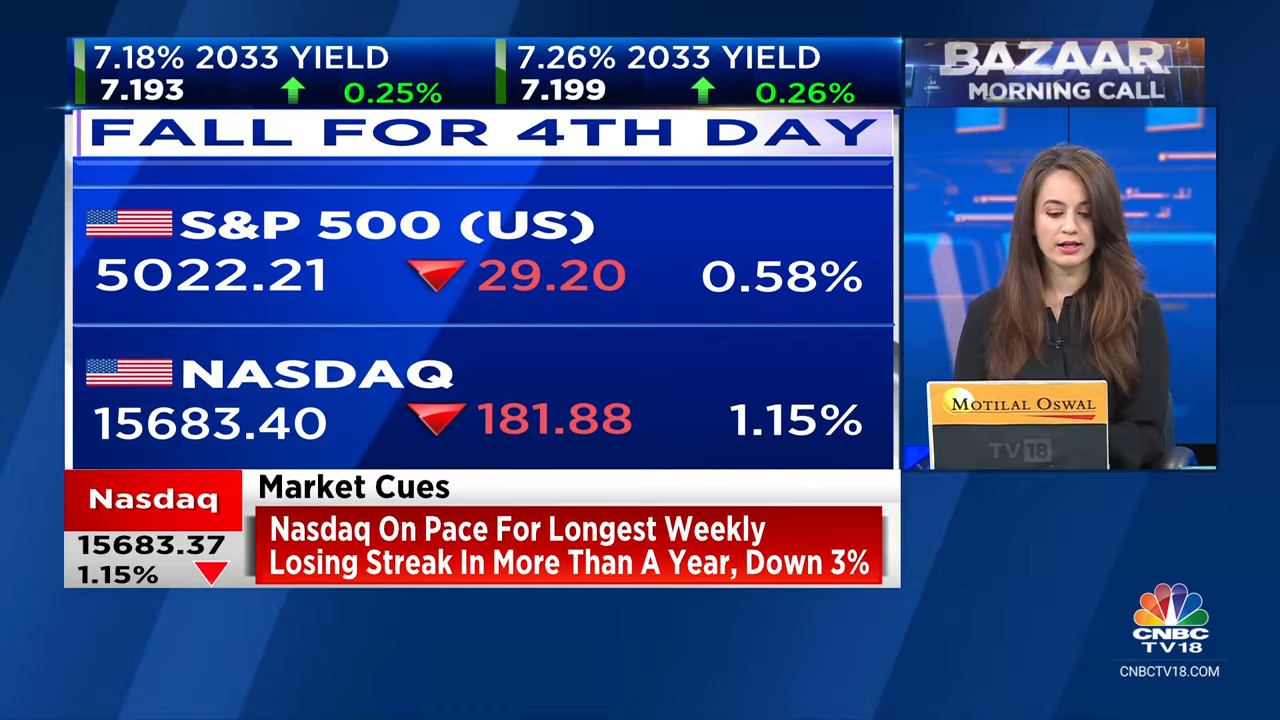 7.18% 2033 YIELD
7.193 0.25%
7.26% 2033 YIELD
7.199 0.26%
BAZAAR
MORNING CALL
FALL FOR 4TH DAY
S&P 500 (US)
5022.21 29.20 0.58%
NASDAQ
15683.40 181.88 1.15%
MOTILAL OSWAL
TV18
Nasdaq
15683.37
1.15%
Market Cues
Nasdaq On Pace For Longest Weekly
Losing Streak In More Than A Year, Down 3%
CNBC
TV18
CNBCTV18.COM